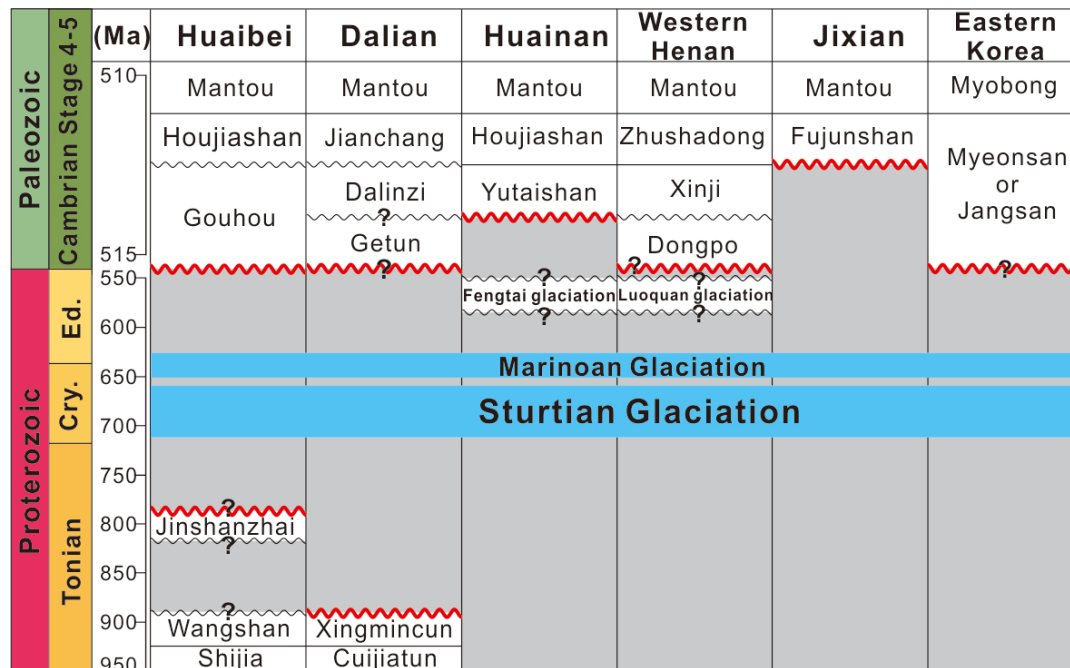 (Ma) Huaibei Dalian Huainan Western Henan Jixian Eastern Korea
Paleozoic
Cambrian Stage 4-5
510
Mantou Mantou Mantou Mantou Mantou Myobong
Houjiashan Jianchang Houjiashan Zhushadong Fujunshan
Myeonsan
or
Jangsan
Dalinzi Yutaishan Xinji
Gouhou
?
Getun Dongpo
515
? ? ?
Proterozoic
Ed.
550
? ?
Fengtai glaciation Luoquan glaciation
? ?
600
Marinoan Glaciation
650
Cry.
Sturtian Glaciation
700
Tonian
750
?
800
Jinshanzhai
?
850
?
900
Wangshan Xingmincun
Shijia Cuijiatun
950